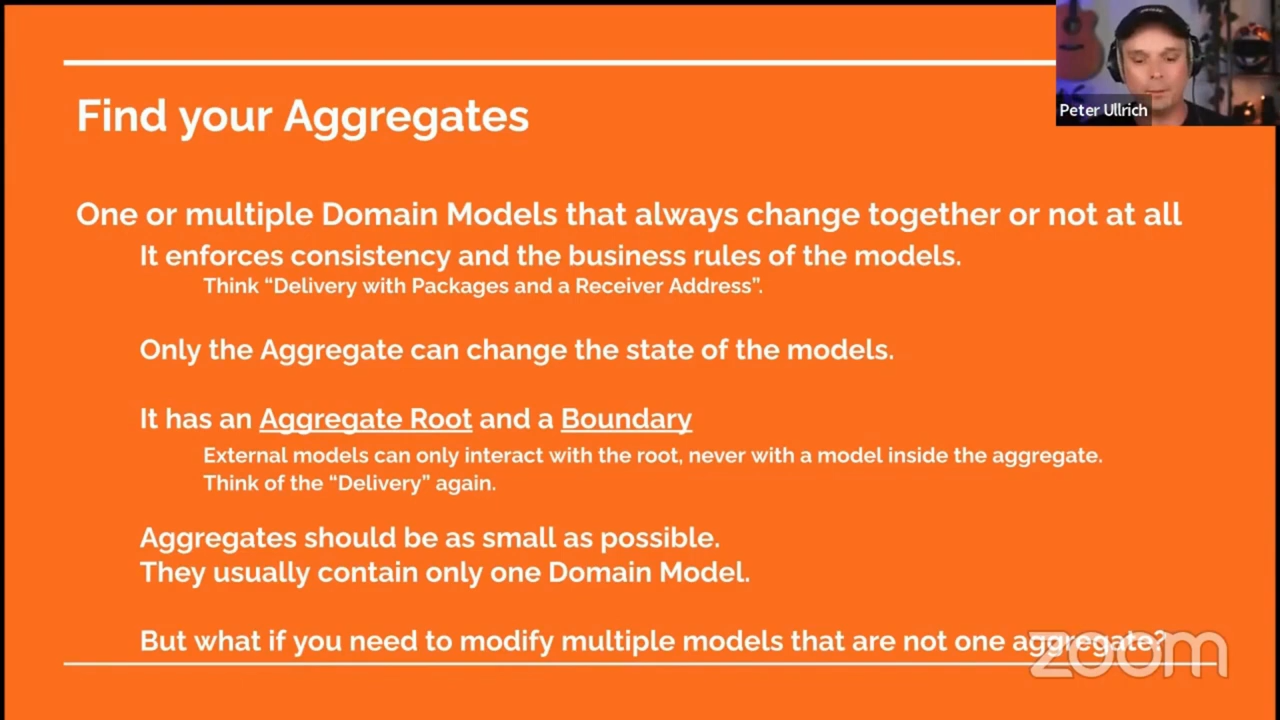 Peter Ullrich
Find your Aggregates
One or multiple Domain Models that always change together or not at all
It enforces consistency and the business rules of the models.
Think “Delivery with Packages and a Receiver Address”.
Only the Aggregate can change the state of the models.
It has an Aggregate Root and a Boundary
External models can only interact with the root, never with a model inside the aggregate.
Think of the “Delivery” again.
Aggregates should be as small as possible.
They usually contain only one Domain Model.
But what if you need to modify multiple models that are not one aggregate?
zoom